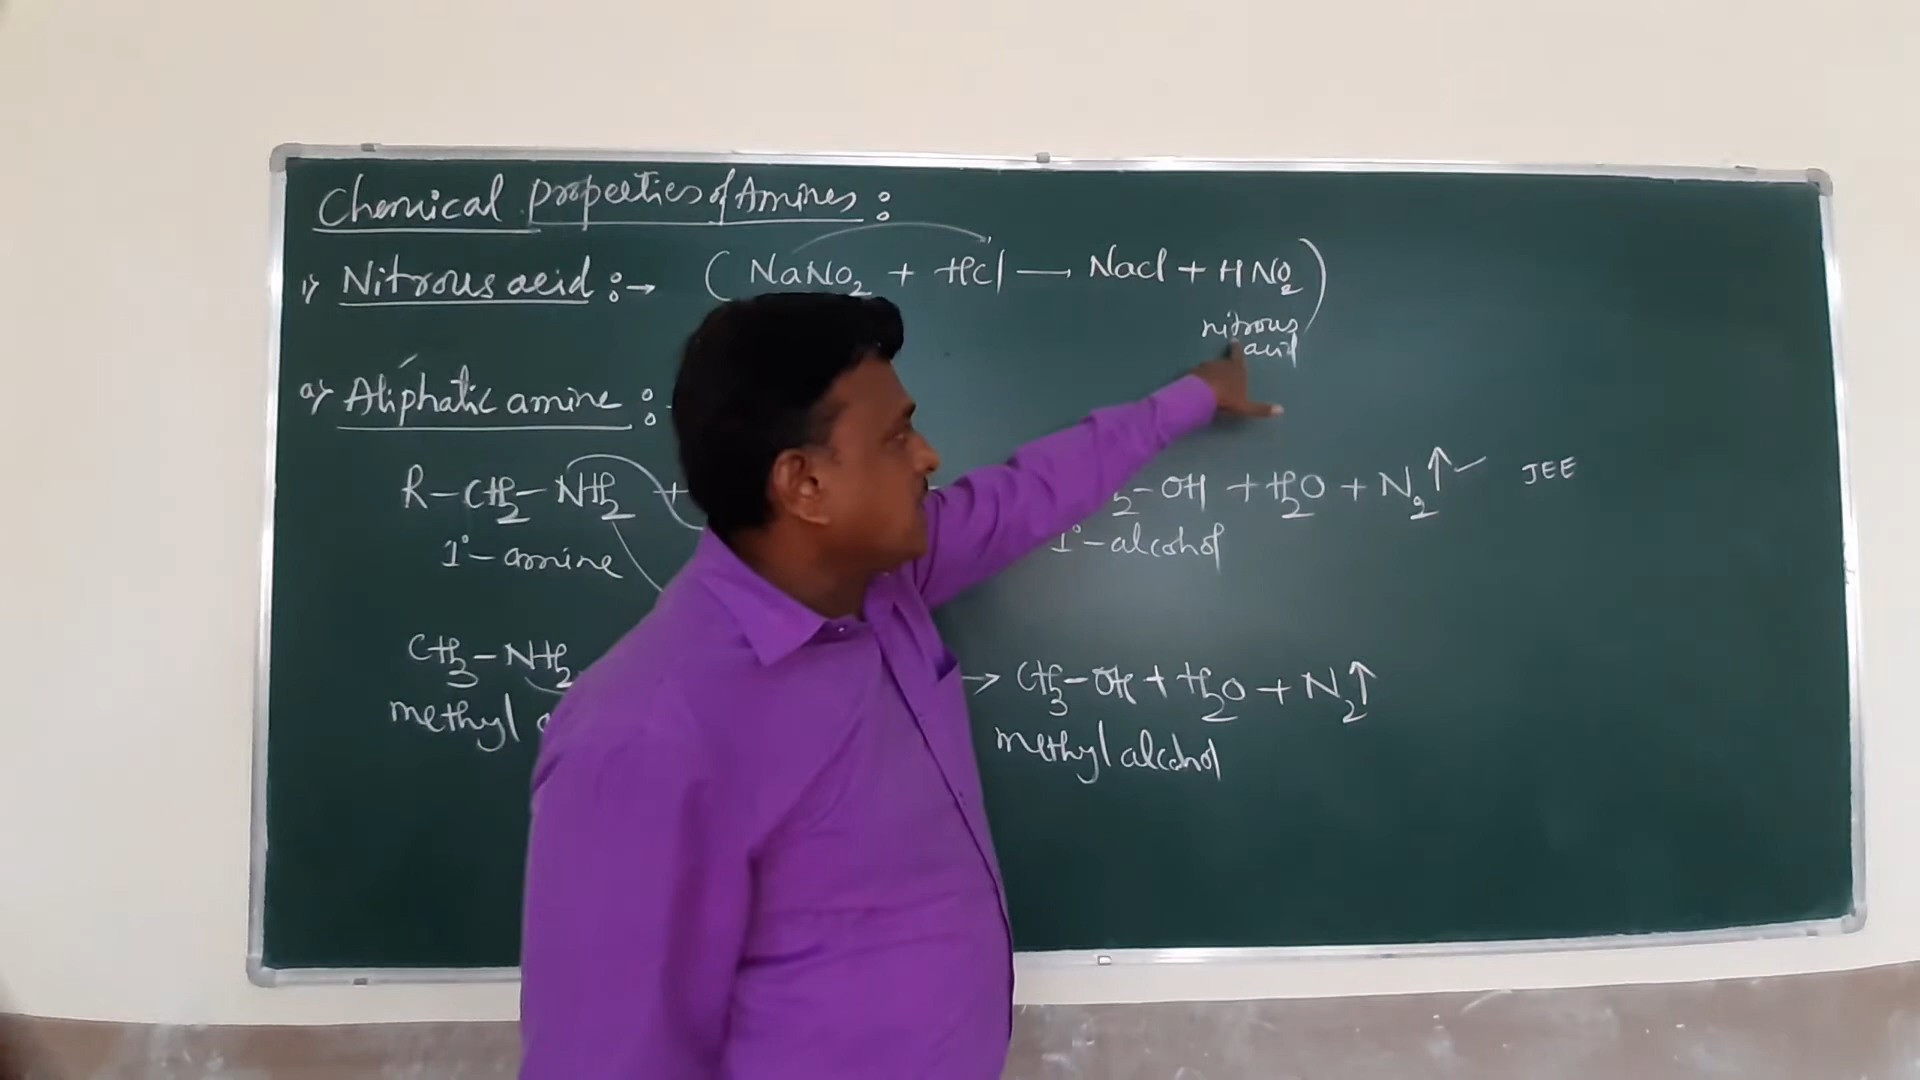 Chemical properties of Amines :
1) Nitrous acid :→ ( NaNO2 + HCl — NaCl + HNO2 )
nitrous
acid
a) Aliphatic amine :
R–CH2–NH2 + 2–OH + H2O + N2↑ JEE
1°–amine 1°–alcohol
CH3–NH2 → CH3–OH + H2O + N2↑
methyl methyl alcohol